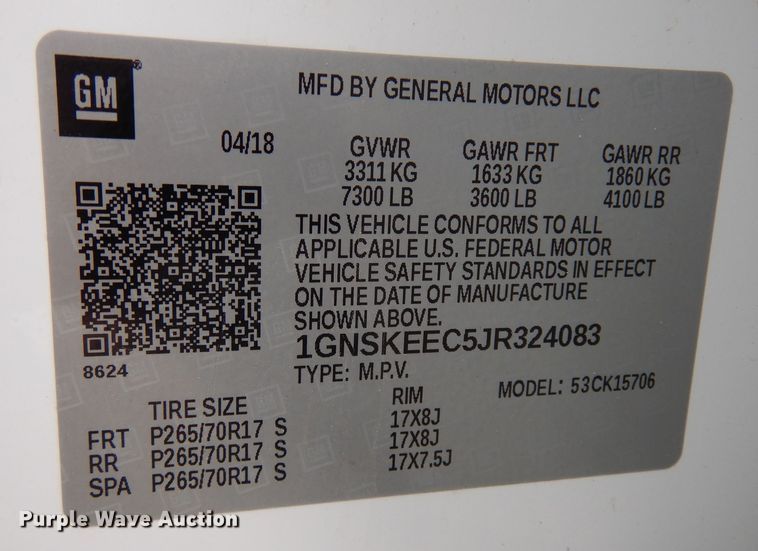 GM®
MFD BY GENERAL MOTORS LLC
04/18 GVWR GAWR FRT GAWR RR
3311 KG 1633 KG 1860 KG
7300 LB 3600 LB 4100 LB
THIS VEHICLE CONFORMS TO ALL
APPLICABLE U.S. FEDERAL MOTOR
VEHICLE SAFETY STANDARDS IN EFFECT
ON THE DATE OF MANUFACTURE
SHOWN ABOVE.
1GNSKEEC5JR324083
8624
TYPE: M.P.V. MODEL: 53CK15706
TIRE SIZE RIM
FRT P265/70R17 S 17X8J
RR P265/70R17 S 17X8J
SPA P265/70R17 S 17X7.5J
Purple Wave Auction